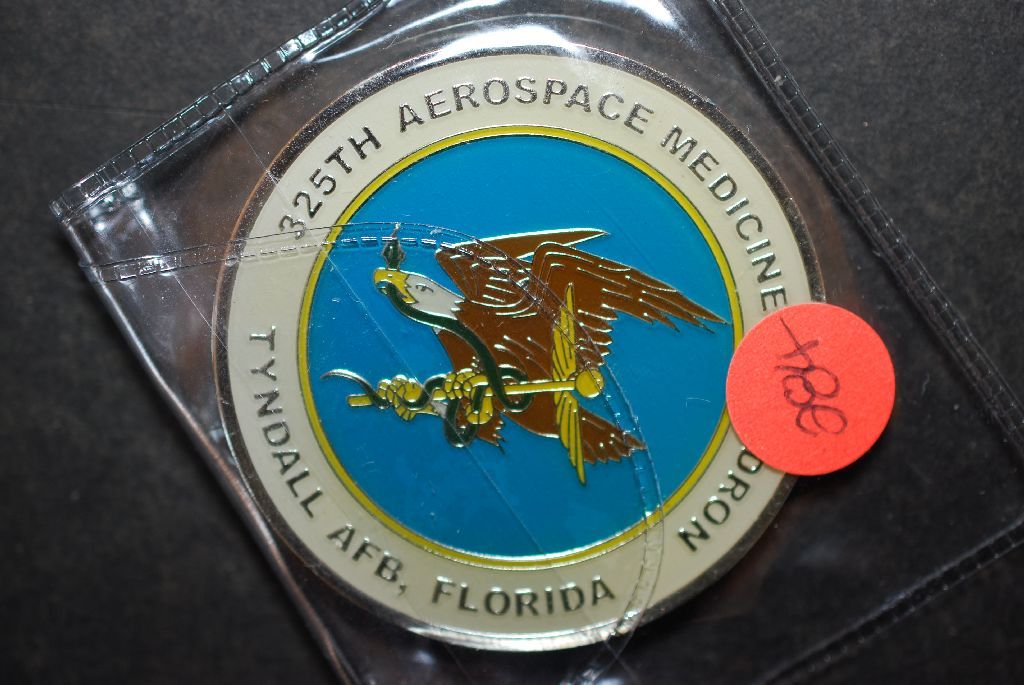 325TH AEROSPACE MEDICINE DRON
TYNDALL AFB, FLORIDA